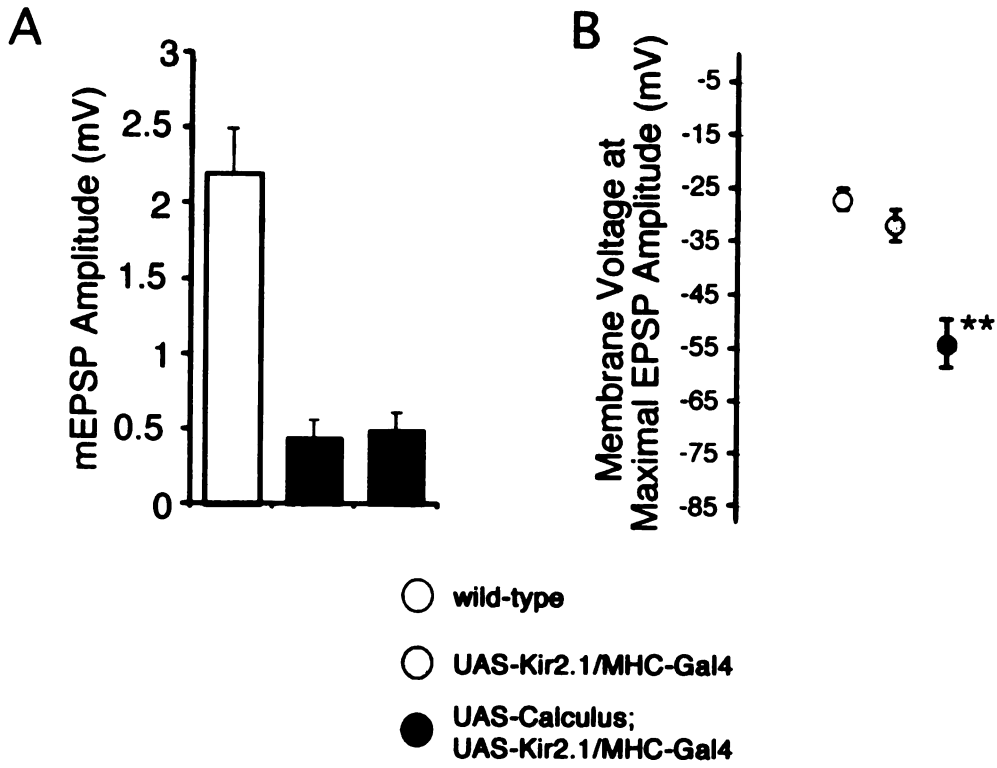 A
mEPSP Amplitude (mV)
3
2.5
2
1.5
1
0.5
0
B
Membrane Voltage at
Maximal EPSP Amplitude (mV)
-5
-15
-25
-35
-45
-55
-65
-75
-85
**
wild-type
UAS-Kir2.1/MHC-Gal4
UAS-Calculus;
UAS-Kir2.1/MHC-Gal4